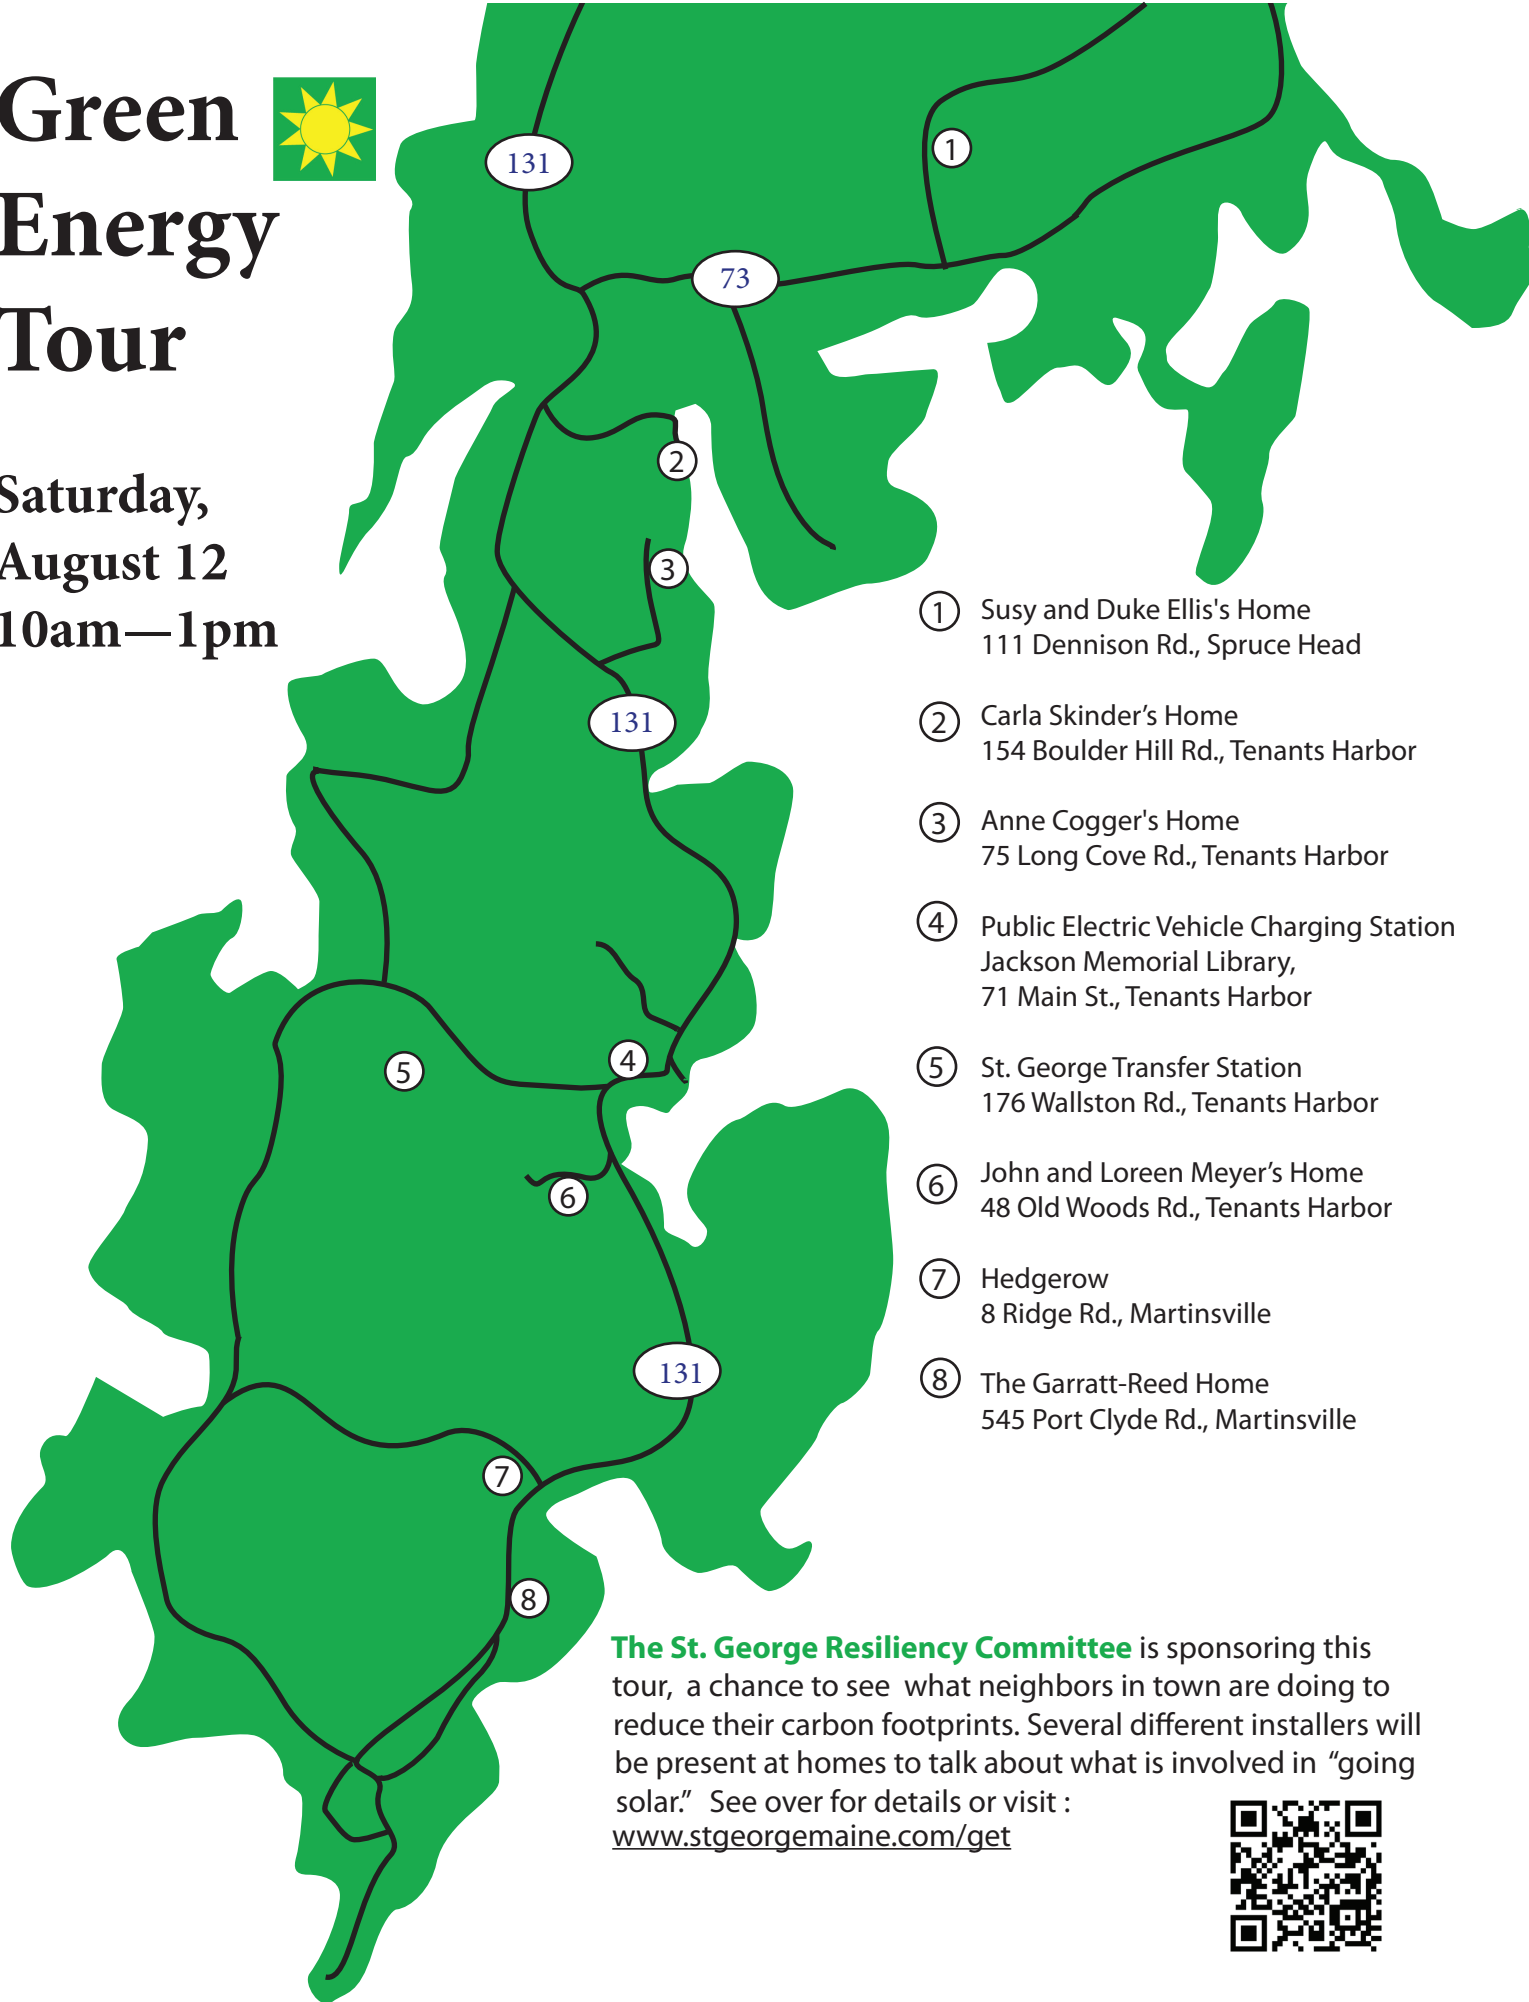 Green
Energy
Tour
Saturday,
August 12
10am—1pm
131
1
73
2
3
131
4
5
6
131
7
8
1 Susy and Duke Ellis's Home
111 Dennison Rd., Spruce Head
2 Carla Skinder’s Home
154 Boulder Hill Rd., Tenants Harbor
3 Anne Cogger's Home
75 Long Cove Rd., Tenants Harbor
4 Public Electric Vehicle Charging Station
Jackson Memorial Library,
71 Main St., Tenants Harbor
5 St. George Transfer Station
176 Wallston Rd., Tenants Harbor
6 John and Loreen Meyer’s Home
48 Old Woods Rd., Tenants Harbor
7 Hedgerow
8 Ridge Rd., Martinsville
8 The Garratt-Reed Home
545 Port Clyde Rd., Martinsville
The St. George Resiliency Committee is sponsoring this
tour, a chance to see what neighbors in town are doing to
reduce their carbon footprints. Several different installers will
be present at homes to talk about what is involved in “going
solar.” See over for details or visit :
www.stgeorgemaine.com/get